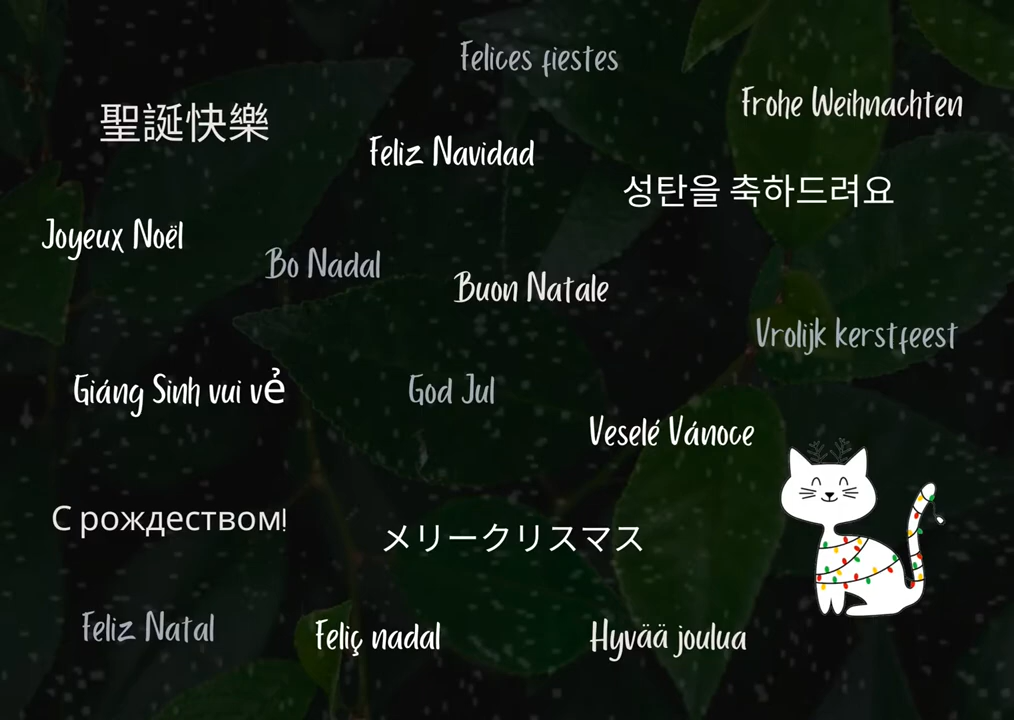 Felices fiestes
Frohe Weihnachten
聖誕快樂
Feliz Navidad
성탄을 축하드려요
Joyeux Noël
Bo Nadal
Buon Natale
Vrolijk kerstfeest
Giáng Sinh vui vẻ
God Jul
Veselé Vánoce
С рождеством!
メリークリスマス
Feliz Natal
Feliç nadal
Hyvää joulua